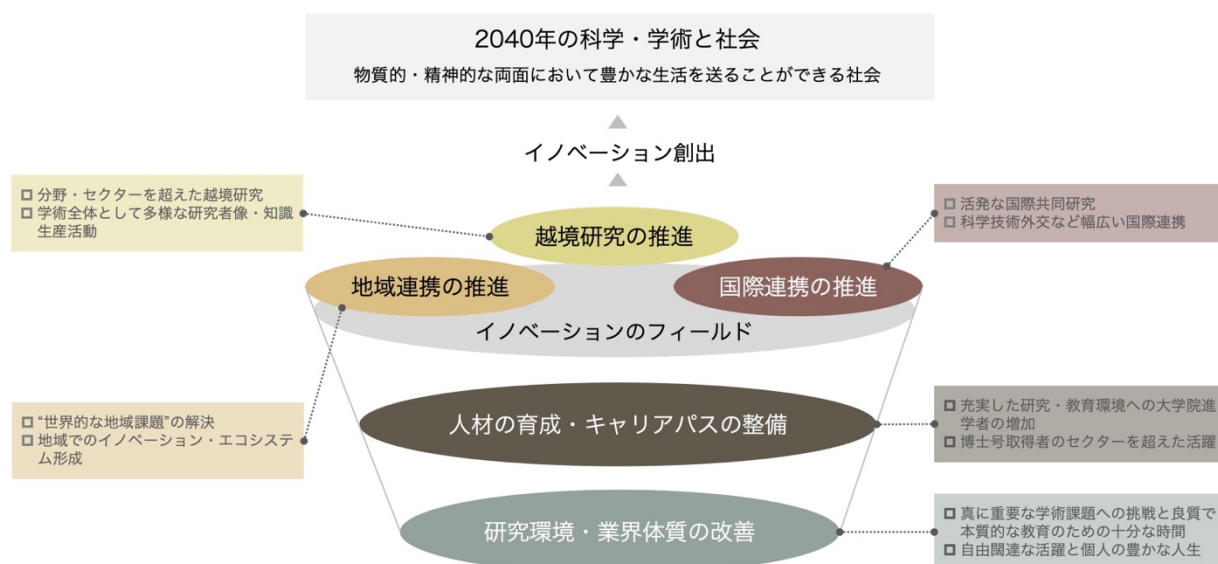 2040年の科学・学術と社会
物質的・精神的な両面において豊かな生活を送ることができる社会
イノベーション創出
分野・セクターを超えた越境研究
学術全体として多様な研究者像・知識
生産活動
活発な国際共同研究
科学技術外交など幅広い国際連携
越境研究の推進
地域連携の推進
国際連携の推進
イノベーションのフィールド
“世界的な地域課題”の解決
地域でのイノベーション・エコシステ
ム形成
人材の育成・キャリアパスの整備
充実した研究・教育環境への大学院進
学者の増加
博士号取得者のセクターを超えた活躍
研究環境・業界体質の改善
真に重要な学術課題への挑戦と良質で
本質的な教育のための十分な時間
自由闊達な活躍と個人の豊かな人生